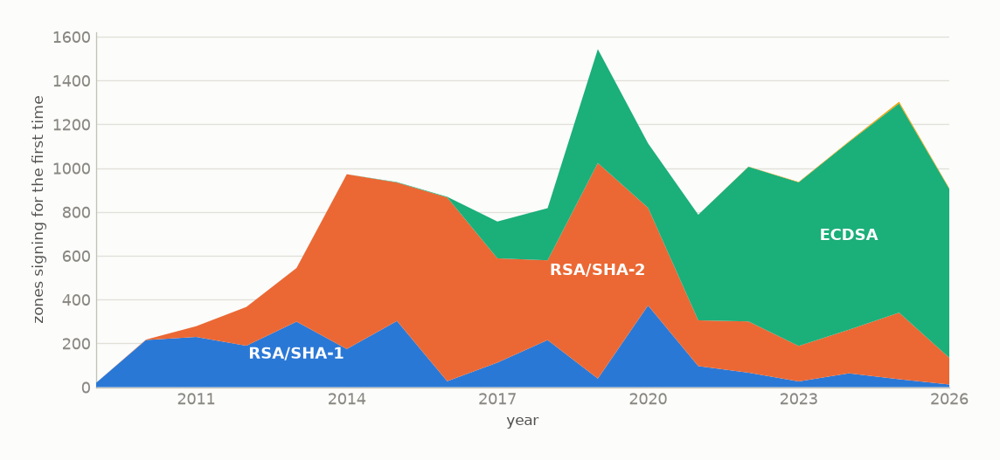 1600
1400
1200
1000
800
600
400
200
0
zones signing for the first time
ECDSA
RSA/SHA-2
RSA/SHA-1
2011 2014 2017 2020 2023 2026
year